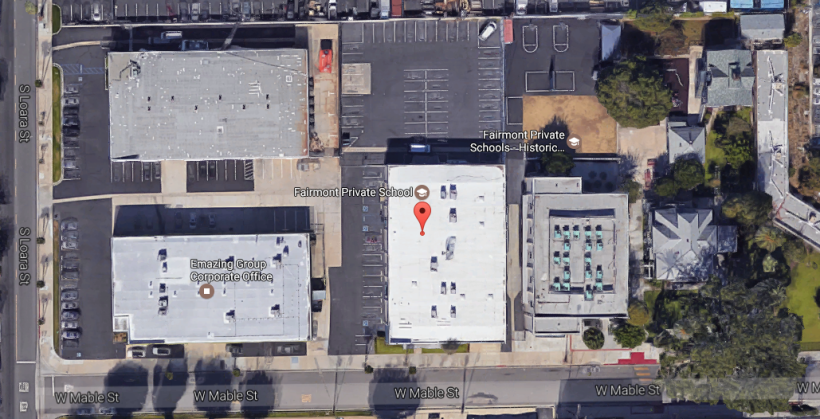 S Loara St
"Fairmont Private
Schools - Historic...
Fairmont Private School
S Loara St
Emazing Group
Corporate Office
W Mable St
W Mable St
W Mable St
W Mable St
W M